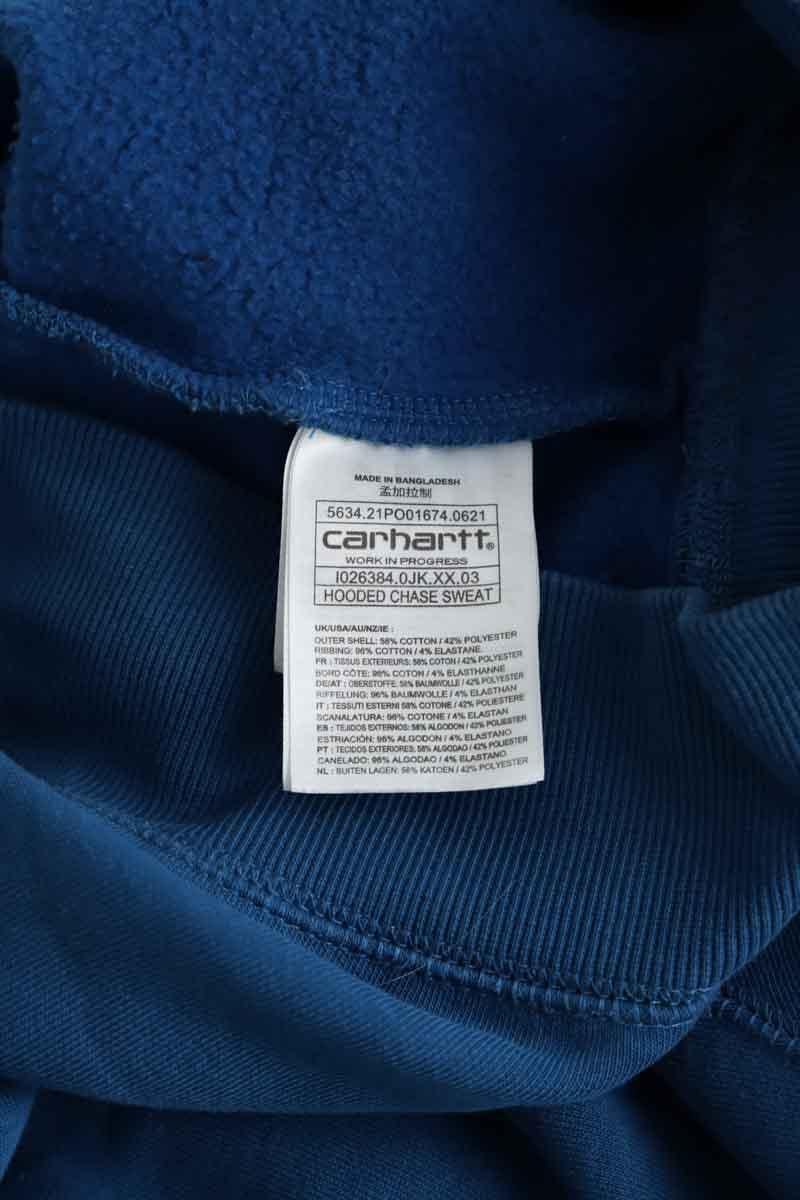 MADE IN BANGLADESH
孟加拉制
5634.21PO01674.0621
carhartt®
WORK IN PROGRESS
I026384.0JK.XX.03
HOODED CHASE SWEAT
UK/USA/AU/NZ/IE :
OUTER SHELL: 58% COTTON / 42% POLYESTER
RIBBING: 96% COTTON / 4% ELASTANE
FR : TISSUS EXTERIEURS: 58% COTON / 42% POLYESTER
BORD CÔTE: 96% COTON / 4% ELASTHANNE
DE/AT : OBERSTOFFE: 58% BAUMWOLLE / 42% POLYESTER
RIFFELUNG: 96% BAUMWOLLE / 4% ELASTHAN
IT : TESSUTI ESTERNI 58% COTONE / 42% POLIESTERE
SCANALATURA: 96% COTONE / 4% ELASTAN
ES : TEJIDOS EXTERNOS: 58% ALGODON / 42% POLIESTER
ESTRIACIÓN: 96% ALGODON / 4% ELASTANO
PT : TECIDOS EXTERIORES: 58% ALGODAO / 42% POLIESTER
CANELADO: 96% ALGODAO / 4% ELASTANO
NL : BUITEN LAGEN: 58% KATOEN / 42% POLYESTER